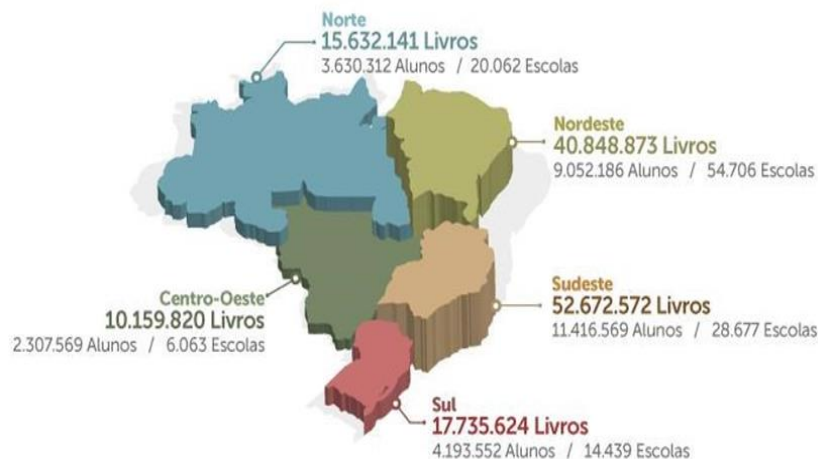 Norte
15.632.141 Livros
3.630.312 Alunos / 20.062 Escolas
Nordeste
40.848.873 Livros
9.052.186 Alunos / 54.706 Escolas
Centro-Oeste
10.159.820 Livros
2.307.569 Alunos / 6.063 Escolas
Sudeste
52.672.572 Livros
11.416.569 Alunos / 28.677 Escolas
Sul
17.735.624 Livros
4.193.552 Alunos / 14.439 Escolas